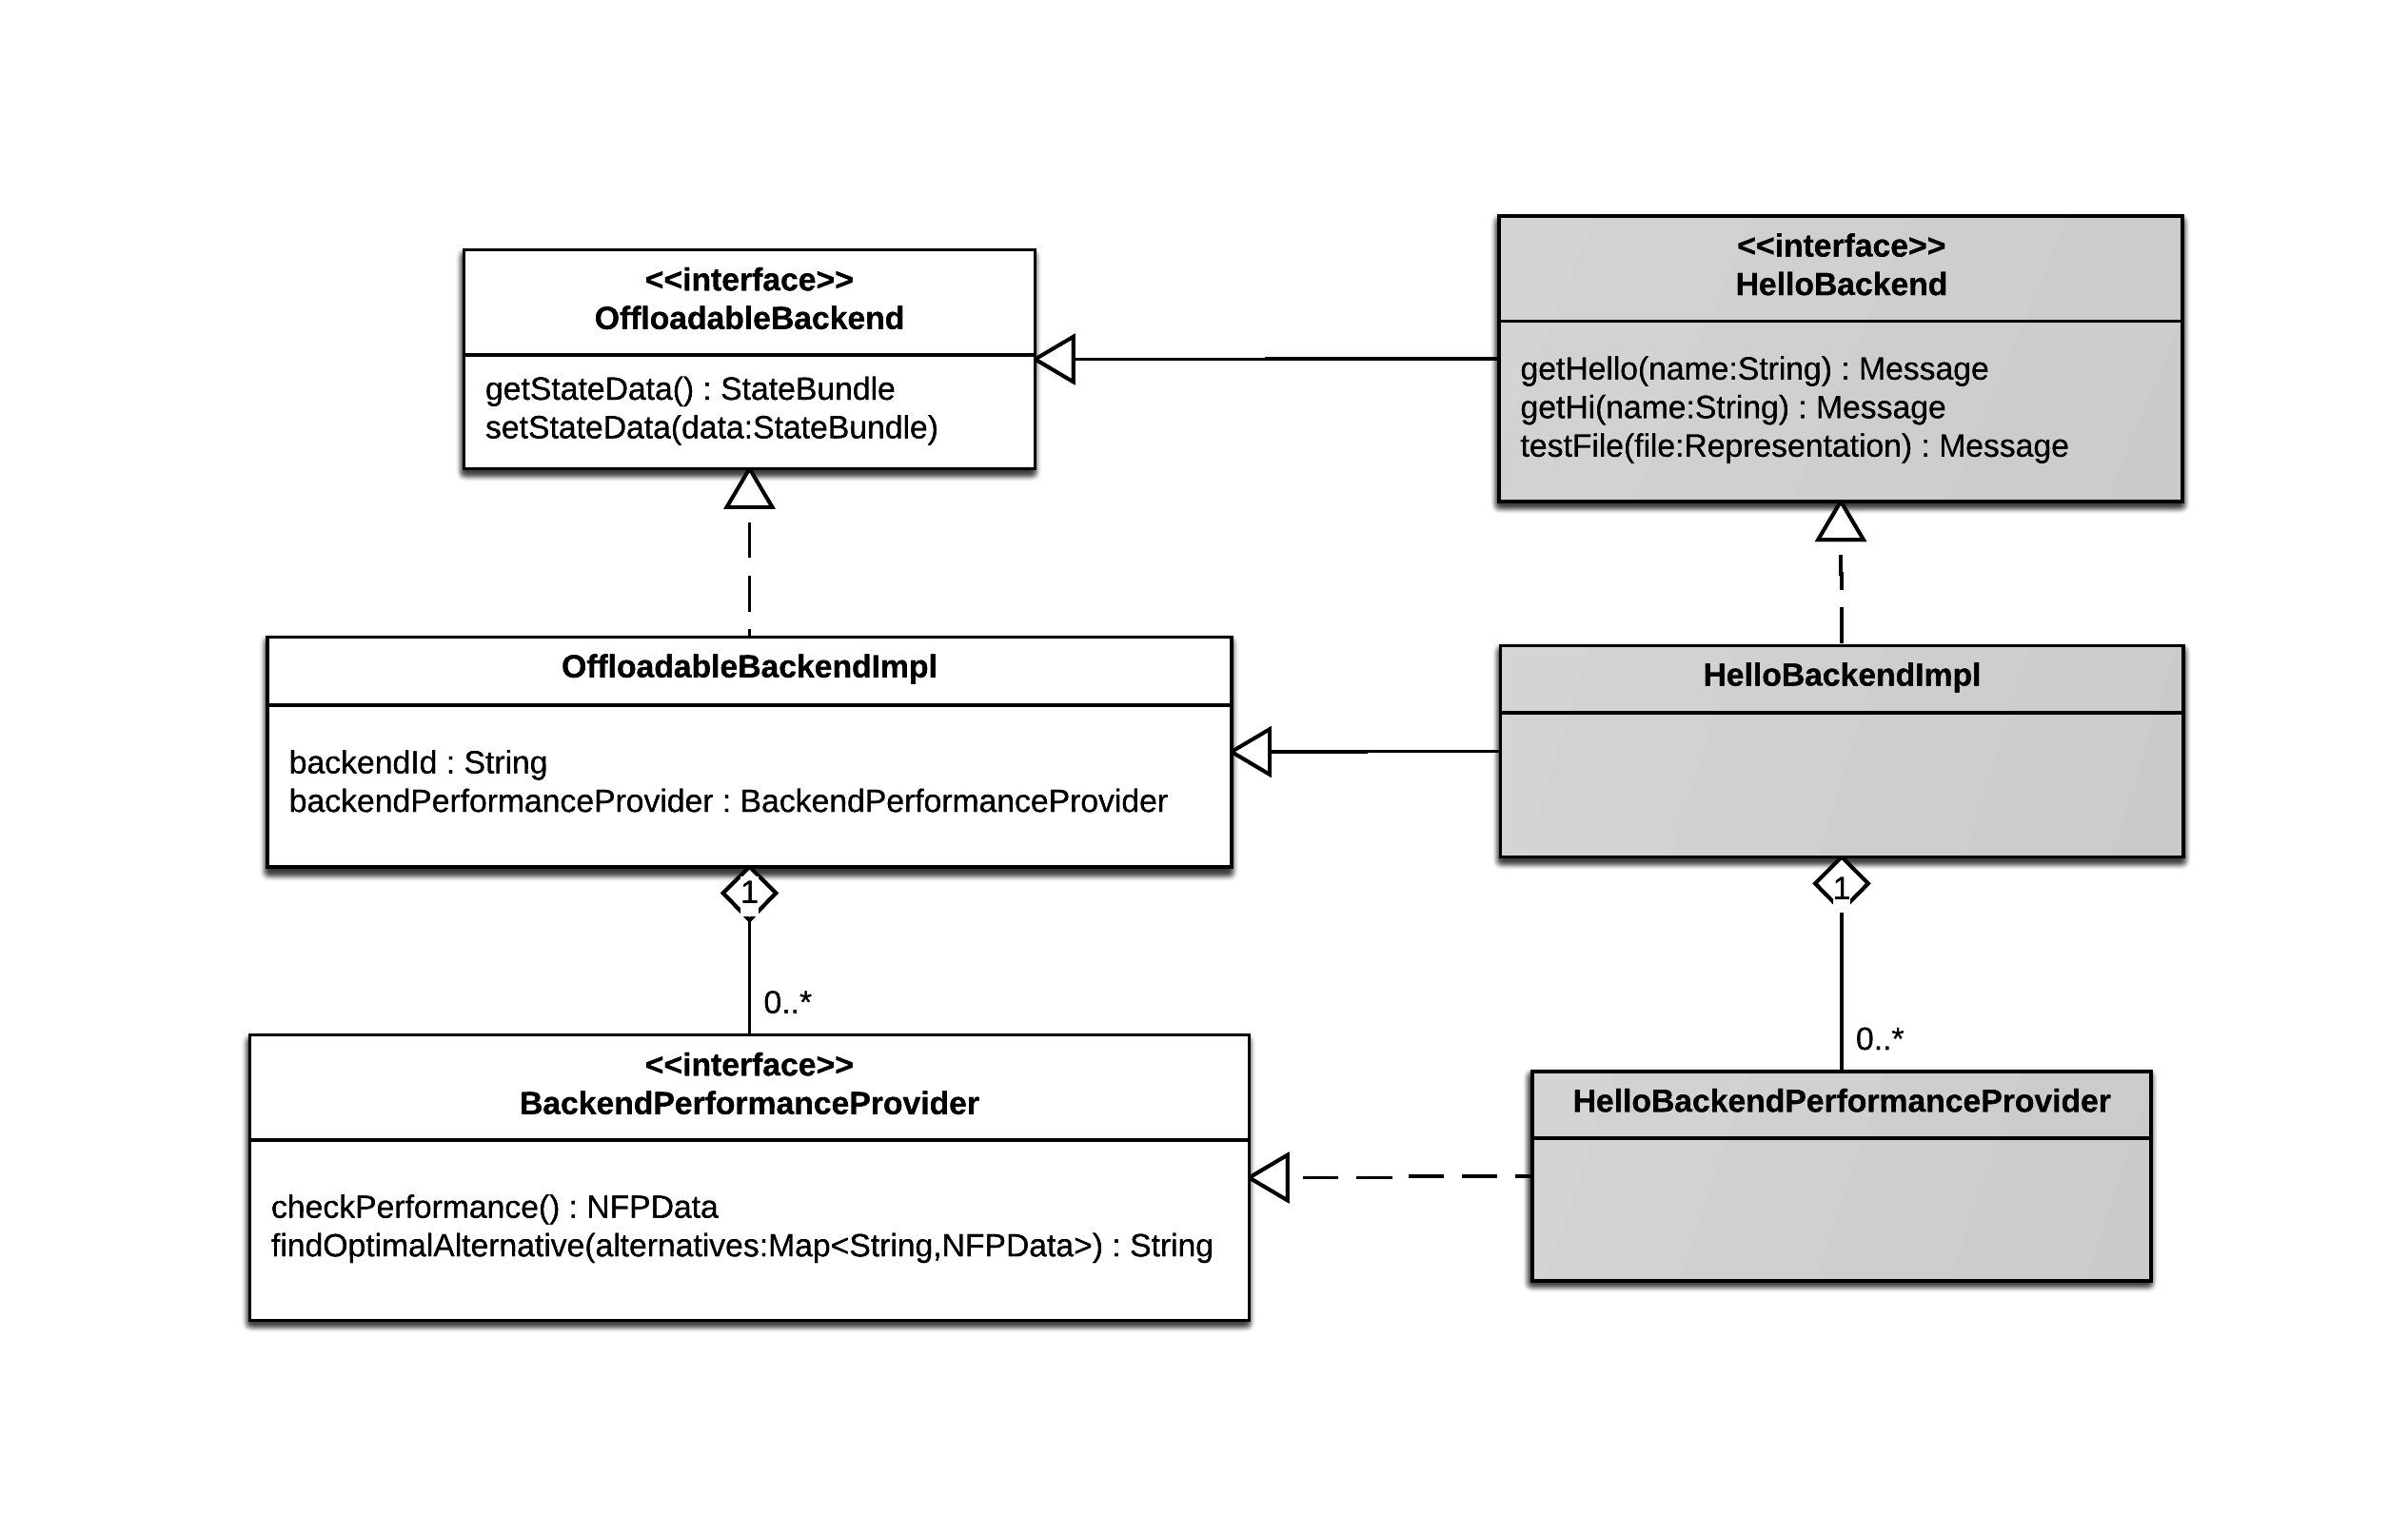 <<interface>>
OffloadableBackend
getStateData() : StateBundle
setStateData(data:StateBundle)
<<interface>>
HelloBackend
getHello(name:String) : Message
getHi(name:String) : Message
testFile(file:Representation) : Message
OffloadableBackendImpl
backendId : String
backendPerformanceProvider : BackendPerformanceProvider
HelloBackendImpl
1
0..*
1
0..*
<<interface>>
BackendPerformanceProvider
checkPerformance() : NFPData
findOptimalAlternative(alternatives:Map<String,NFPData>) : String
HelloBackendPerformanceProvider